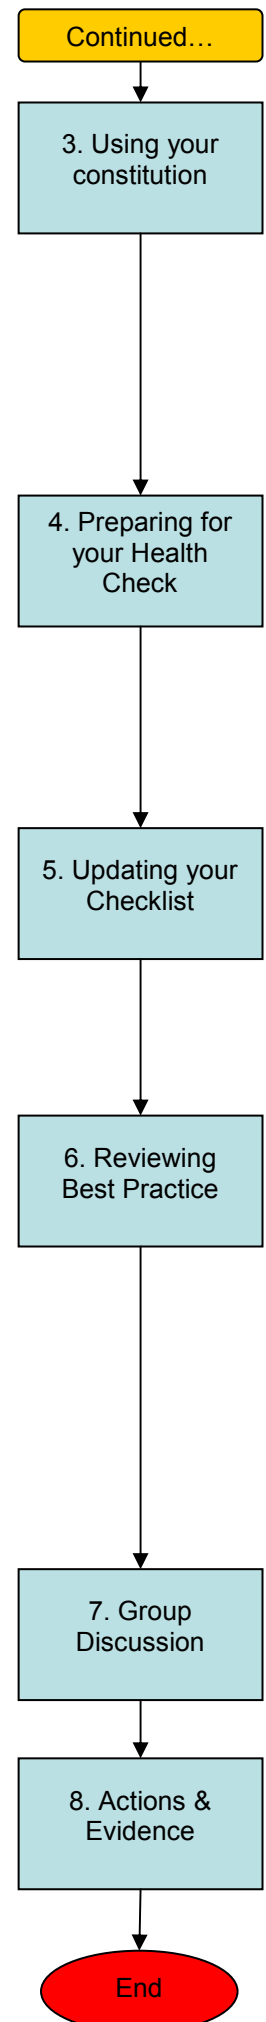 Continued…
3. Using your
constitution
4. Preparing for
your Health
Check
5. Updating your
Checklist
6. Reviewing
Best Practice
7. Group
Discussion
8. Actions &
Evidence
End